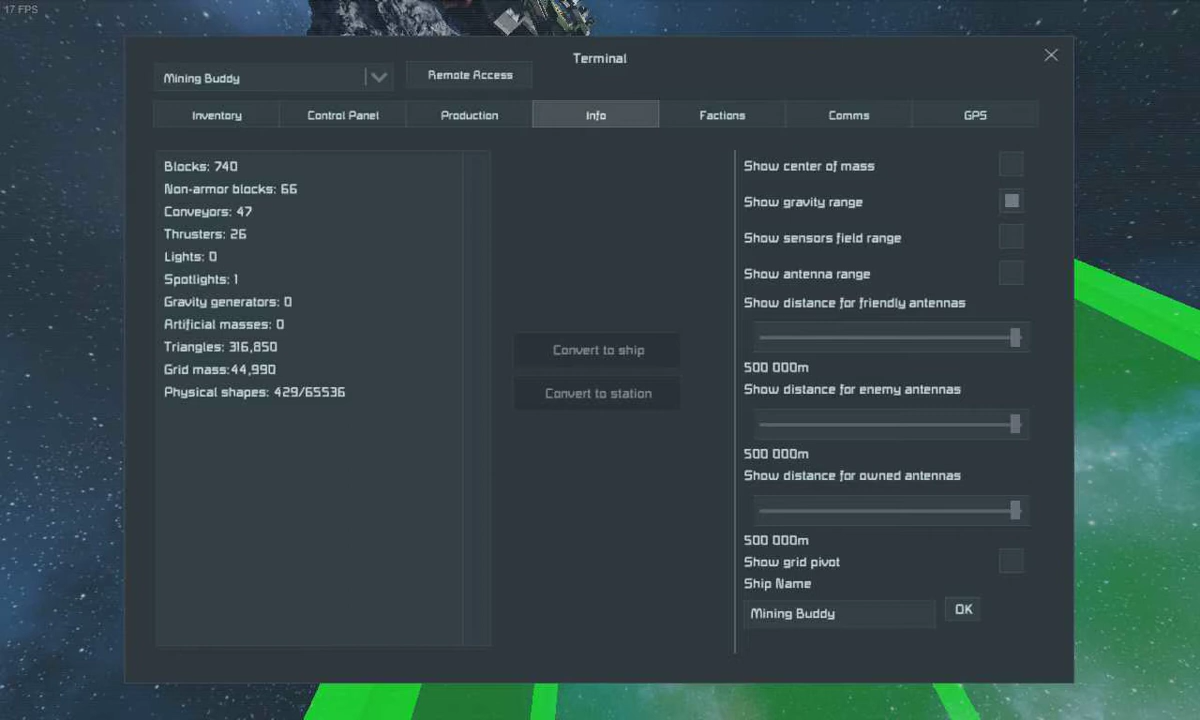 17 FPS
Terminal
Mining Buddy
Remote Access
Inventory
Control Panel
Production
Info
Factions
Comms
GPS
Blocks: 740
Non-armor blocks: 66
Conveyors: 47
Thrusters: 26
Lights: 0
Spotlights: 1
Gravity generators: 0
Artificial masses: 0
Triangles: 316,850
Grid mass:44,990
Physical shapes: 429/65536
Convert to ship
Convert to station
Show center of mass
Show gravity range
Show sensors field range
Show antenna range
Show distance for friendly antennas
500 000m
Show distance for enemy antennas
500 000m
Show distance for owned antennas
500 000m
Show grid pivot
Ship Name
Mining Buddy
OK